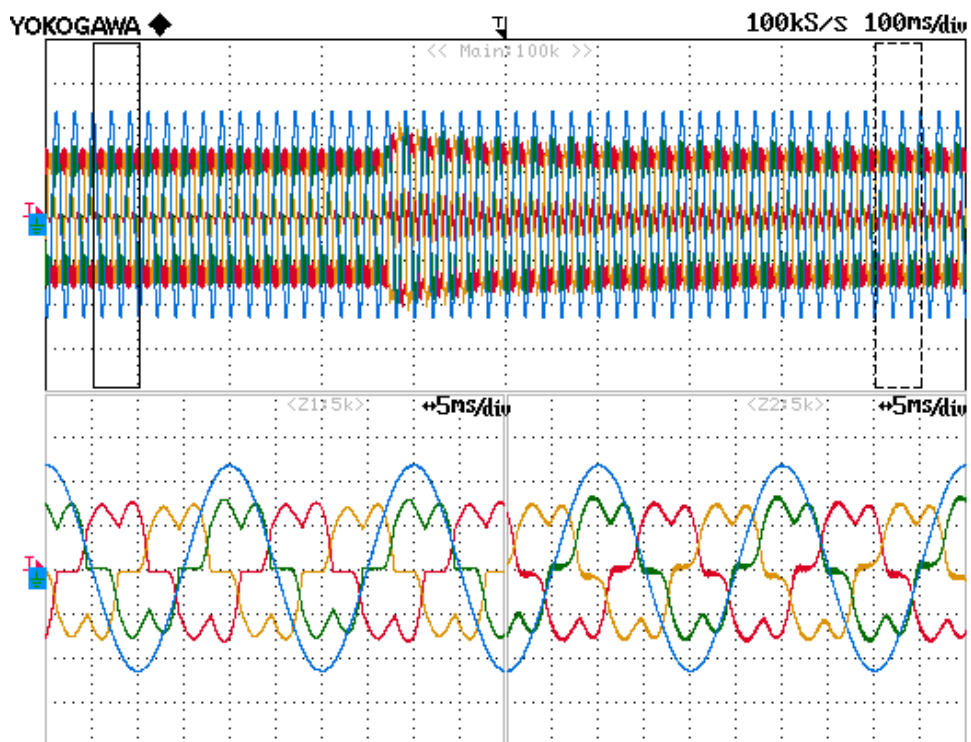 YOKOGAWA ◆ T 100kS/s 100ms/div
<< Main:100k >>
T
<Z1:5k> ↔5ms/div <Z2:5k> ↔5ms/div
T